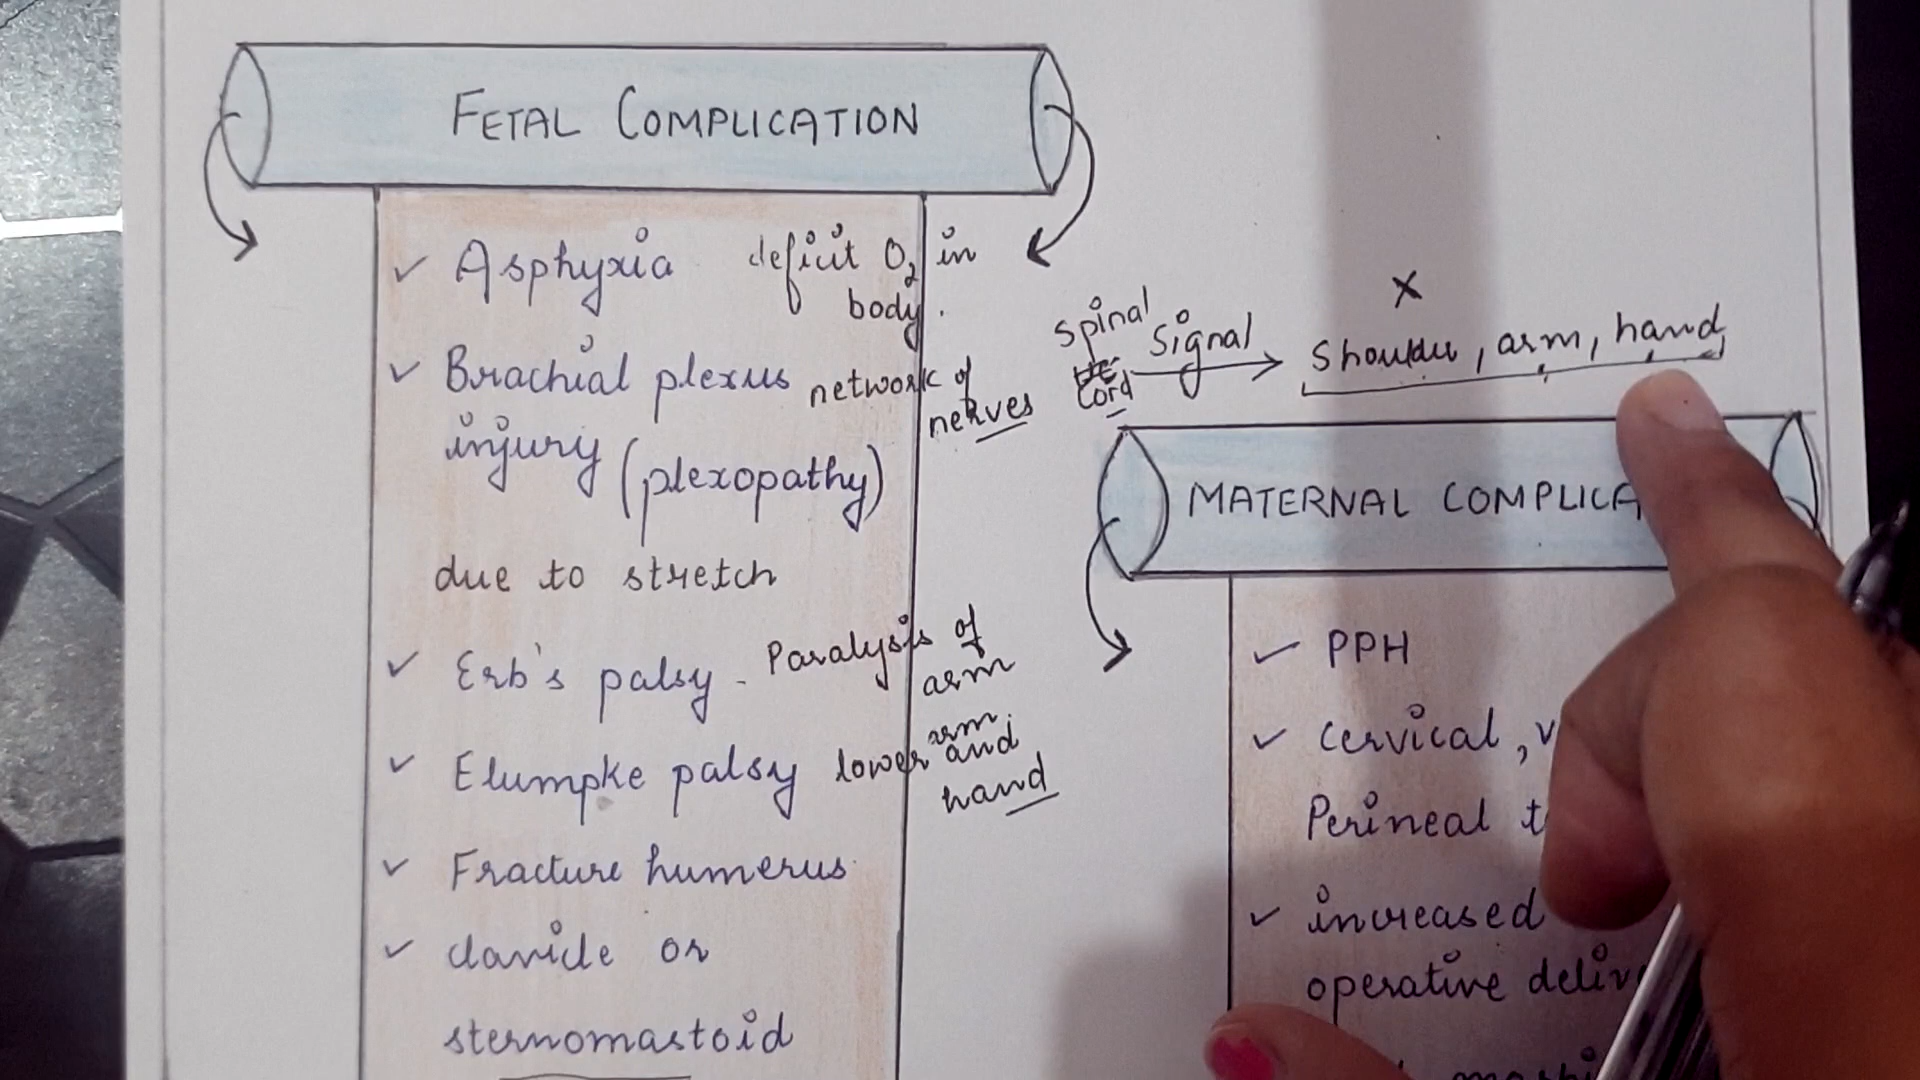 FETAL COMPLICATION
✓ Asphyxia deficit O₂ in
body.
✓ Brachial plexus network of
nerves
injury (plexopathy)
due to stretch
✓ Erb's palsy - Paralysis of
arm
✓ Elumpke palsy lower arm
and
hand
✓ Fracture humerus
✓ clavicle or
sternomastoid
spinal
cord
signal
x
Shoulder, arm, hand
MATERNAL COMPLICA
✓ PPH
✓ Cervical, v
Perineal t
✓ increased
operative deliv